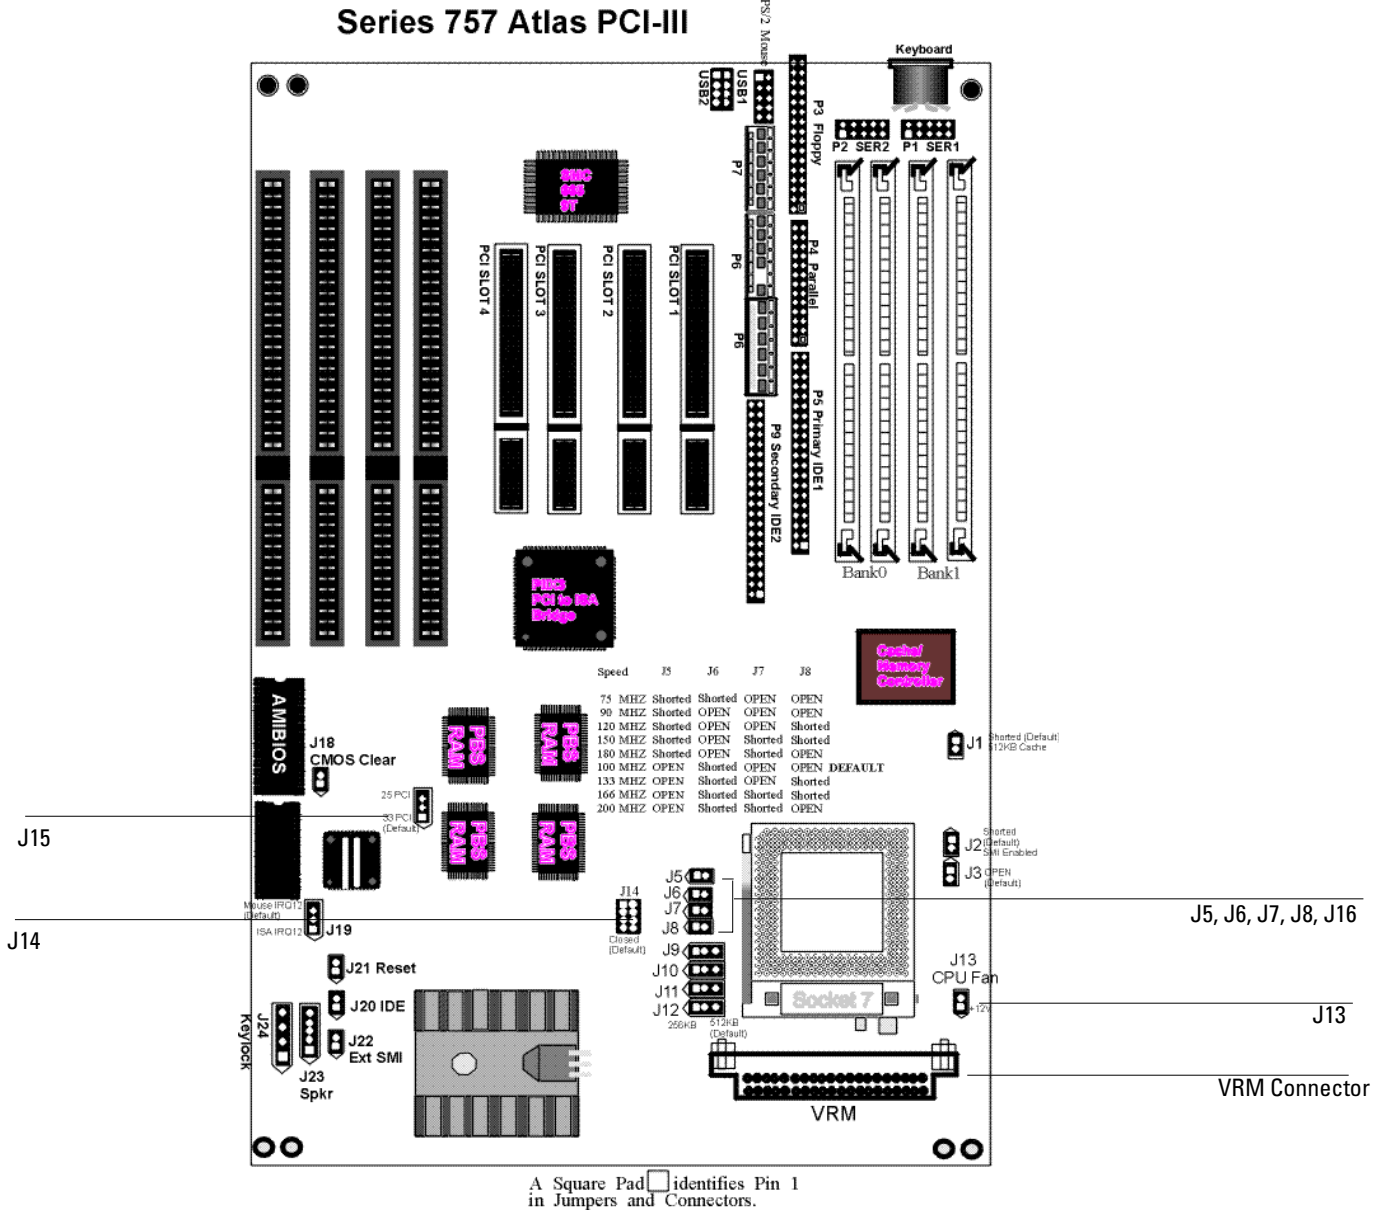 Series 757 Atlas PCI-III
PS/2 Mouse
Keyboard
USB2
USB1
P3 Floppy
P2 SER2
P1 SER1
P7
SMC
ST
PCI SLOT 4
PCI SLOT 3
PCI SLOT 2
PCI SLOT 1
P6
P4 Parallel
P6
P5 Primary IDE1
P9 Secondary IDE2
Bank0
Bank1
PCI to ISA
Bridge
Cache/
Memory
Controller
Speed J5 J6 J7 J8
75 MHZ Shorted Shorted OPEN OPEN
90 MHZ Shorted OPEN OPEN OPEN
120 MHZ Shorted OPEN OPEN Shorted
150 MHZ Shorted OPEN Shorted Shorted
180 MHZ Shorted OPEN Shorted OPEN
100 MHZ OPEN Shorted OPEN OPEN DEFAULT
133 MHZ OPEN Shorted OPEN Shorted
166 MHZ OPEN Shorted Shorted Shorted
200 MHZ OPEN Shorted Shorted OPEN
AMIBIOS
J18
CMOS Clear
PBS
RAM
PBS
RAM
J1
Shorted (Default)
512KB Cache
25 PCI
33 PCI
(Default)
J15
PBS
RAM
PBS
RAM
J2
Shorted
(Default)
SMI Enabled
J3
OPEN
(Default)
Mouse IRQ12
(Default)
ISA IRQ12
J19
J14
J14
Closed
(Default)
J5
J6
J7
J8
J9
J10
J11
J12
256KB
512KB
(Default)
J5, J6, J7, J8, J16
Socket 7
J13
CPU Fan
+12v
J13
J21 Reset
J20 IDE
J22
Ext SMI
J24
Keylock
J23
Spkr
VRM Connector
VRM
A Square Pad identifies Pin 1
in Jumpers and Connectors.